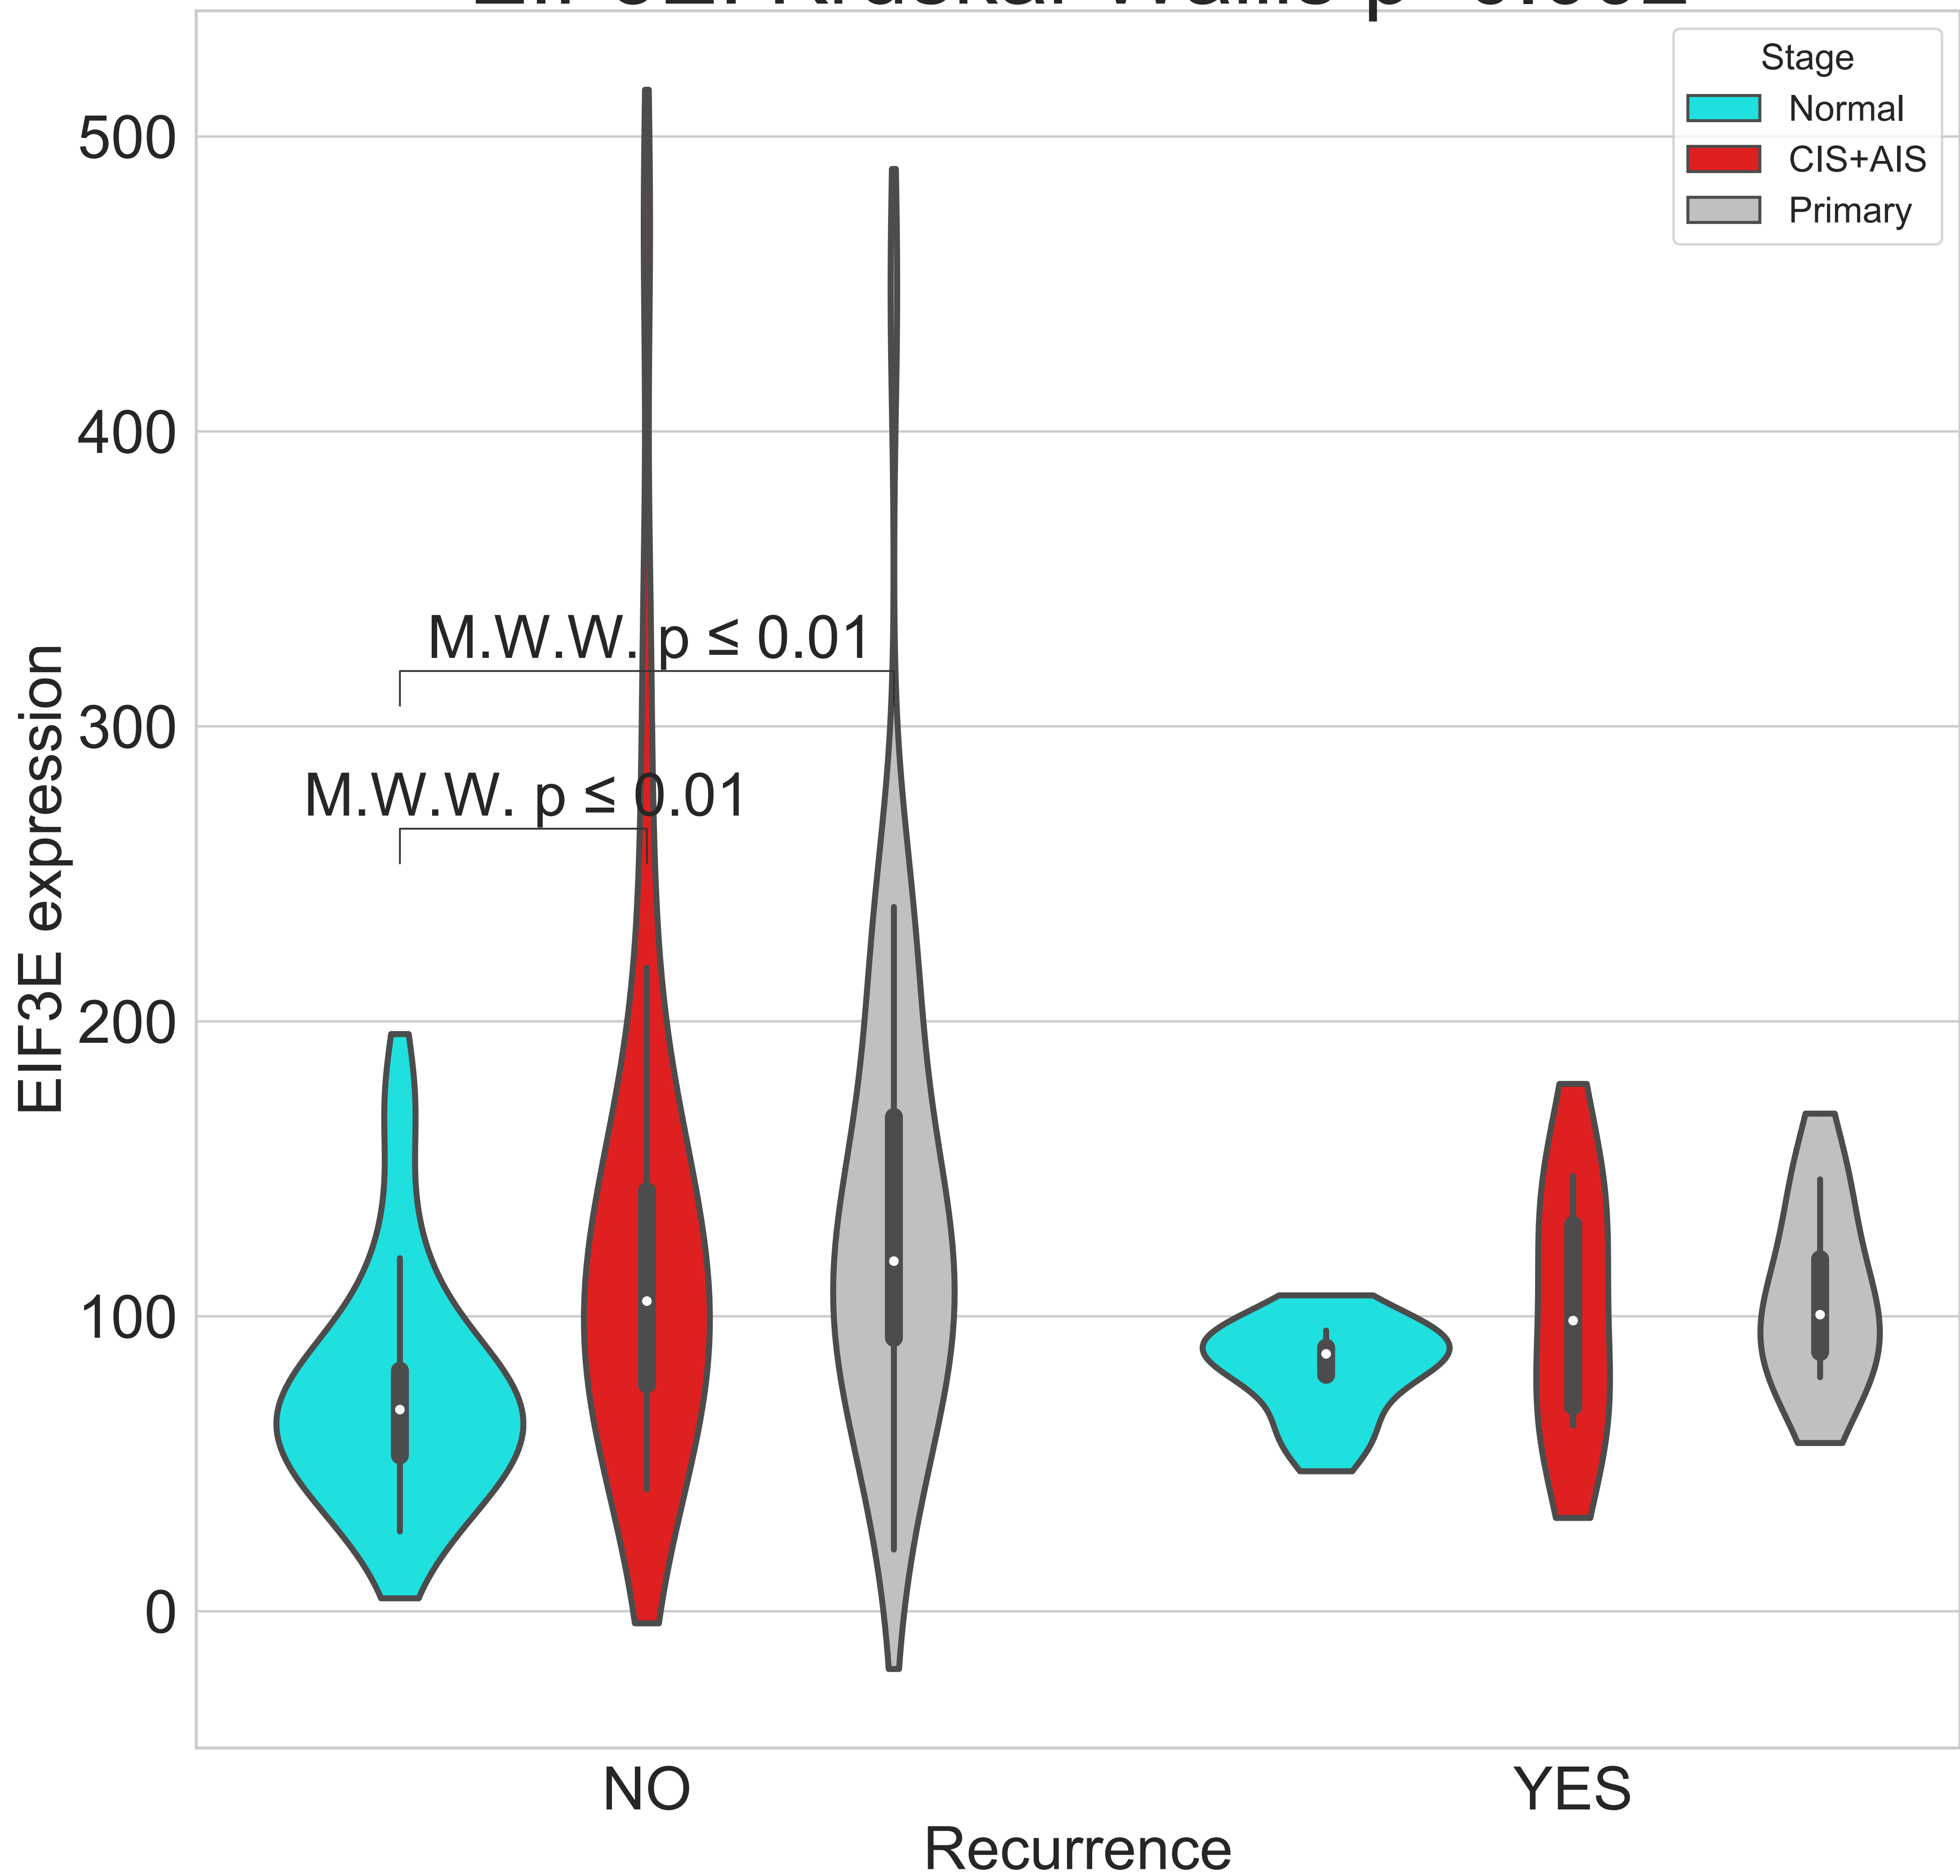 Stage
Normal
CIS+AIS
Primary
500
400
300
200
100
0
EIF3E expression
M.W.W. p ≤ 0.01
M.W.W. p ≤ 0.01
NO
YES
Recurrence